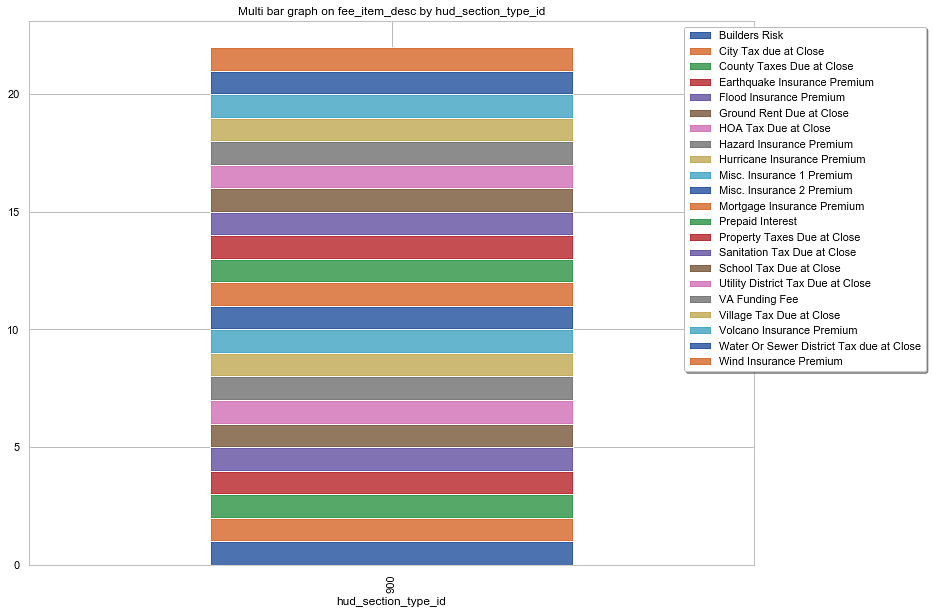 Multi bar graph on fee_item_desc by hud_section_type_id
Builders Risk
City Tax due at Close
County Taxes Due at Close
Earthquake Insurance Premium
Flood Insurance Premium
Ground Rent Due at Close
HOA Tax Due at Close
Hazard Insurance Premium
Hurricane Insurance Premium
Misc. Insurance 1 Premium
Misc. Insurance 2 Premium
Mortgage Insurance Premium
Prepaid Interest
Property Taxes Due at Close
Sanitation Tax Due at Close
School Tax Due at Close
Utility District Tax Due at Close
VA Funding Fee
Village Tax Due at Close
Volcano Insurance Premium
Water Or Sewer District Tax due at Close
Wind Insurance Premium
20
15
10
5
0
900
hud_section_type_id